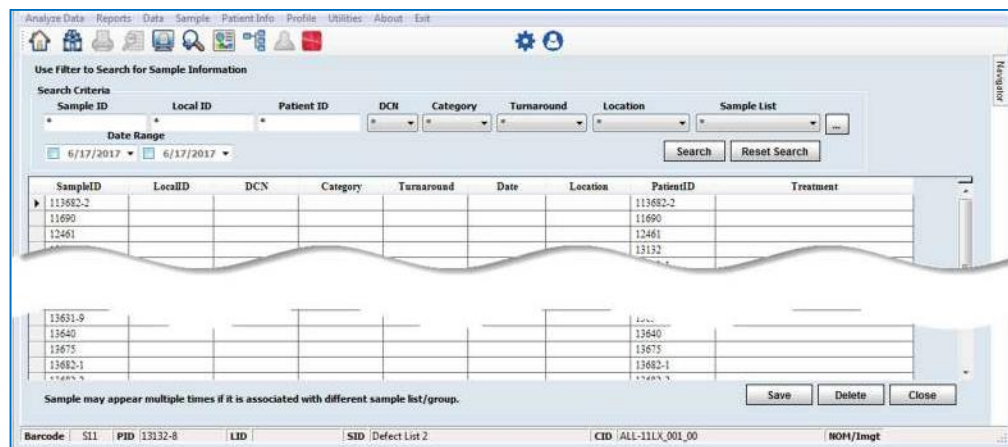 Analyze Data Reports Data Sample Patient Info Profile Utilities About Exit
Navigator
Use Filter to Search for Sample Information
Search Criteria
Sample ID Local ID Patient ID DCN Category Turnaround Location Sample List
* * * * * * * * ...
Date Range
6/17/2017 6/17/2017 Search Reset Search
SampleID LocalID DCN Category Turnaround Date Location PatientID Treatment
113682-2 113682-2
11690 11690
12461 12461
13132
13631-9
13640 13640
13675 13675
13682-1 13682-1
Sample may appear multiple times if it is associated with different sample list/group. Save Delete Close
Barcode S11 PID 13132-8 LID SID Defect List 2 CID ALL-11LX_001_00 NOM/Imgt